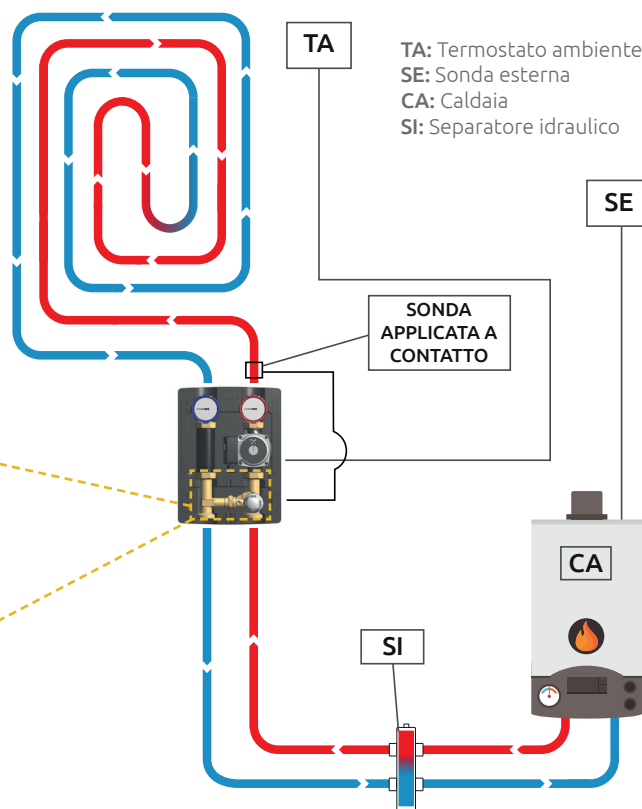 TA
TA: Termostato ambiente
SE: Sonda esterna
CA: Caldaia
SI: Separatore idraulico
SE
SONDA
APPLICATA A
CONTATTO
CA
SI